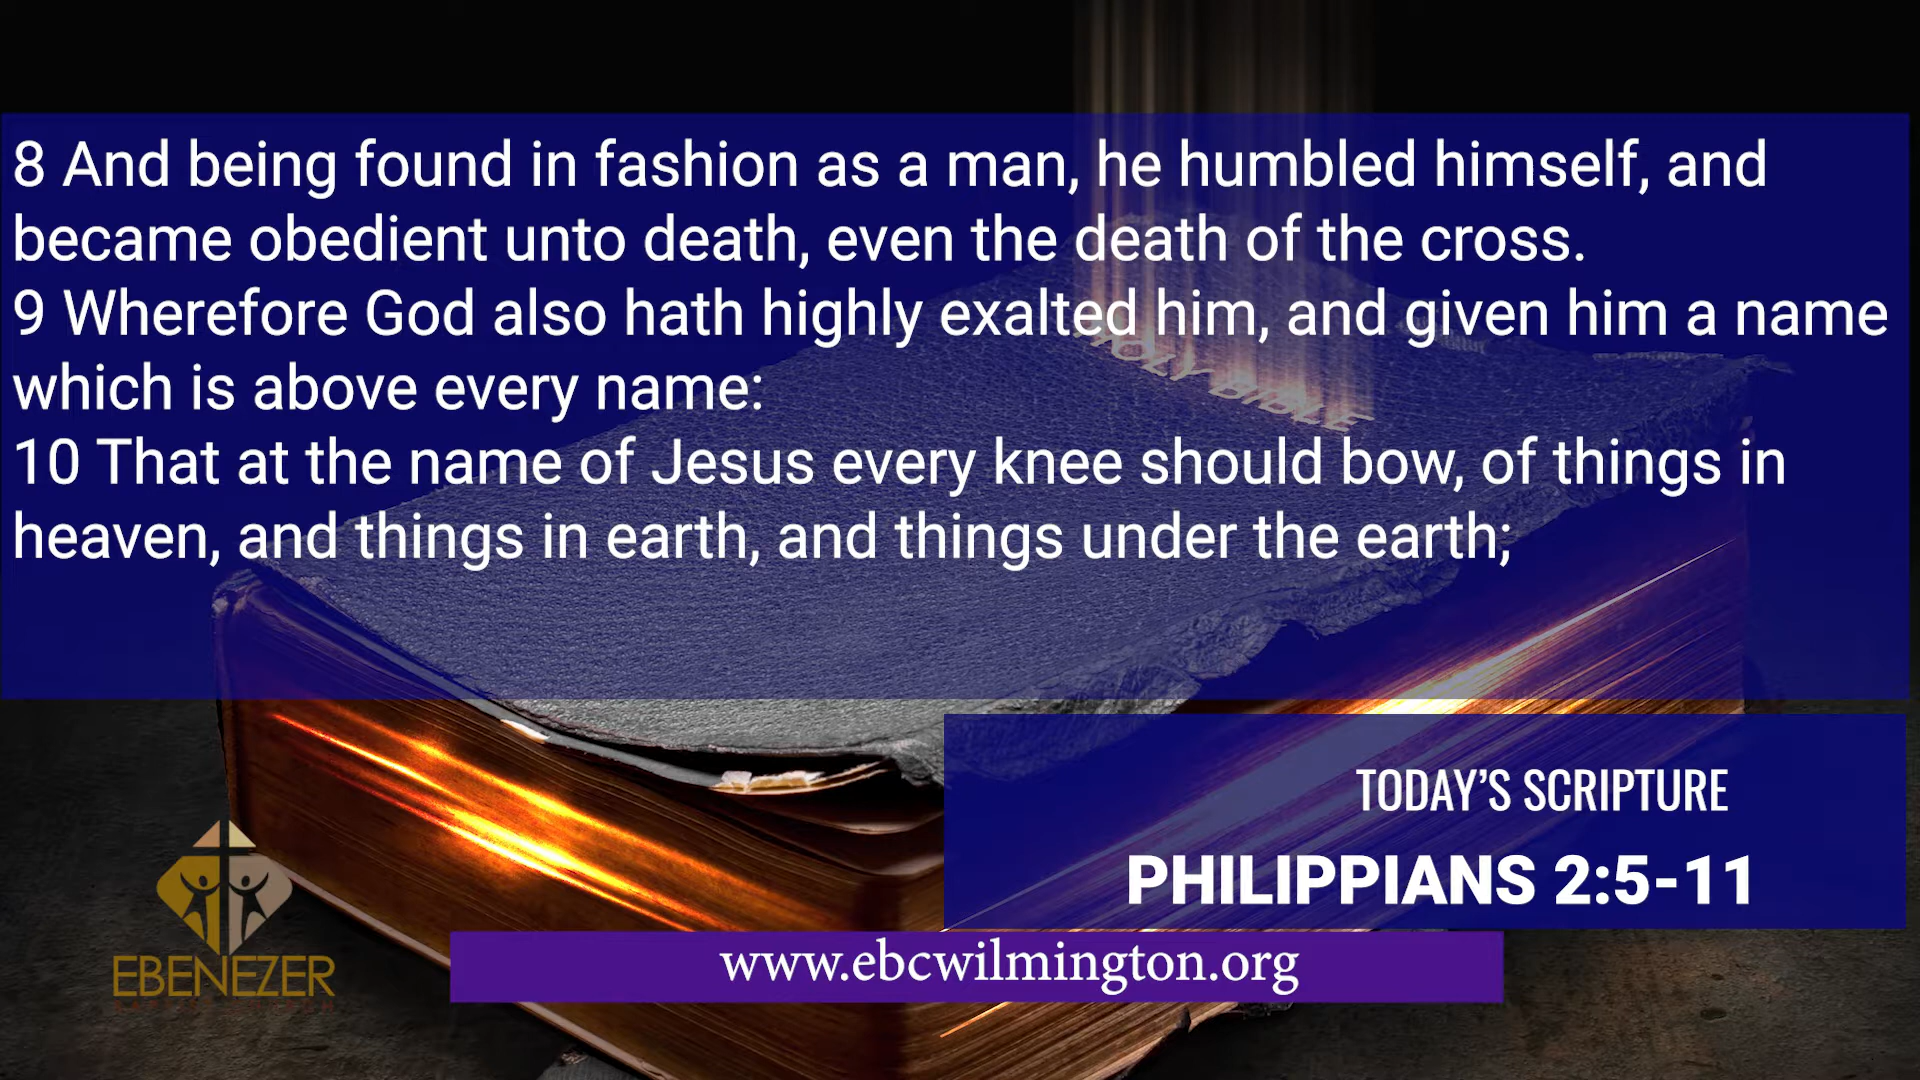 8 And being found in fashion as a man, he humbled himself, and
became obedient unto death, even the death of the cross.
9 Wherefore God also hath highly exalted him, and given him a name
which is above every name:
10 That at the name of Jesus every knee should bow, of things in
heaven, and things in earth, and things under the earth;
HOLY BIBLE
TODAY’S SCRIPTURE
PHILIPPIANS 2:5-11
www.ebcwilmington.org
EBENEZER